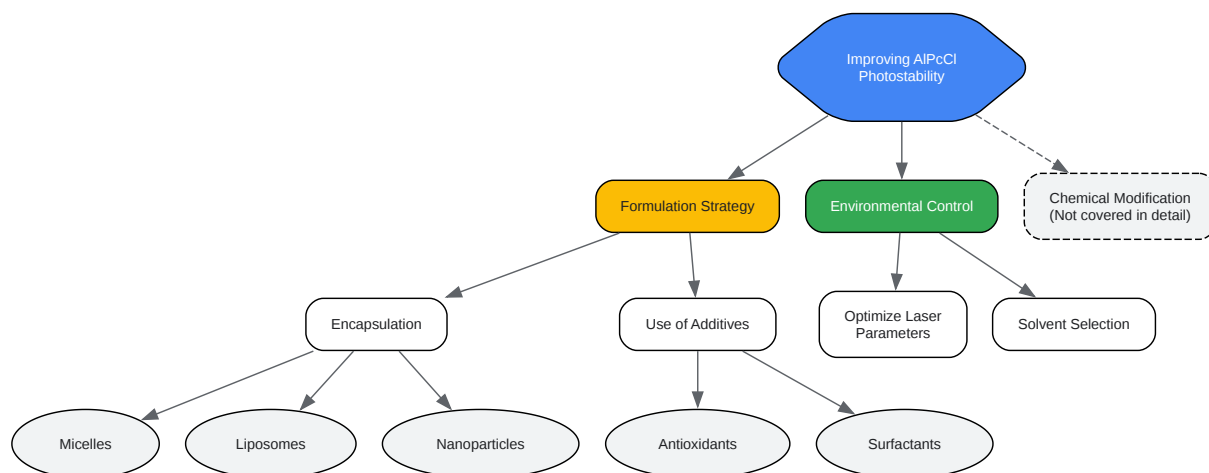 Improving AlPcCl
Photostability
Formulation Strategy
Environmental Control
Chemical Modification
(Not covered in detail)
Encapsulation
Use of Additives
Optimize Laser
Parameters
Solvent Selection
Micelles
Liposomes
Nanoparticles
Antioxidants
Surfactants